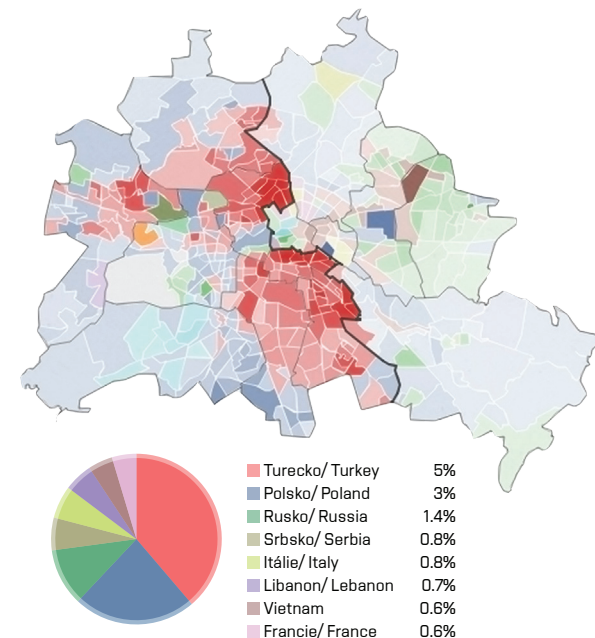 Turecko/ Turkey 5%
Polsko/ Poland 3%
Rusko/ Russia 1.4%
Srbsko/ Serbia 0.8%
Itálie/ Italy 0.8%
Libanon/ Lebanon 0.7%
Vietnam 0.6%
Francie/ France 0.6%